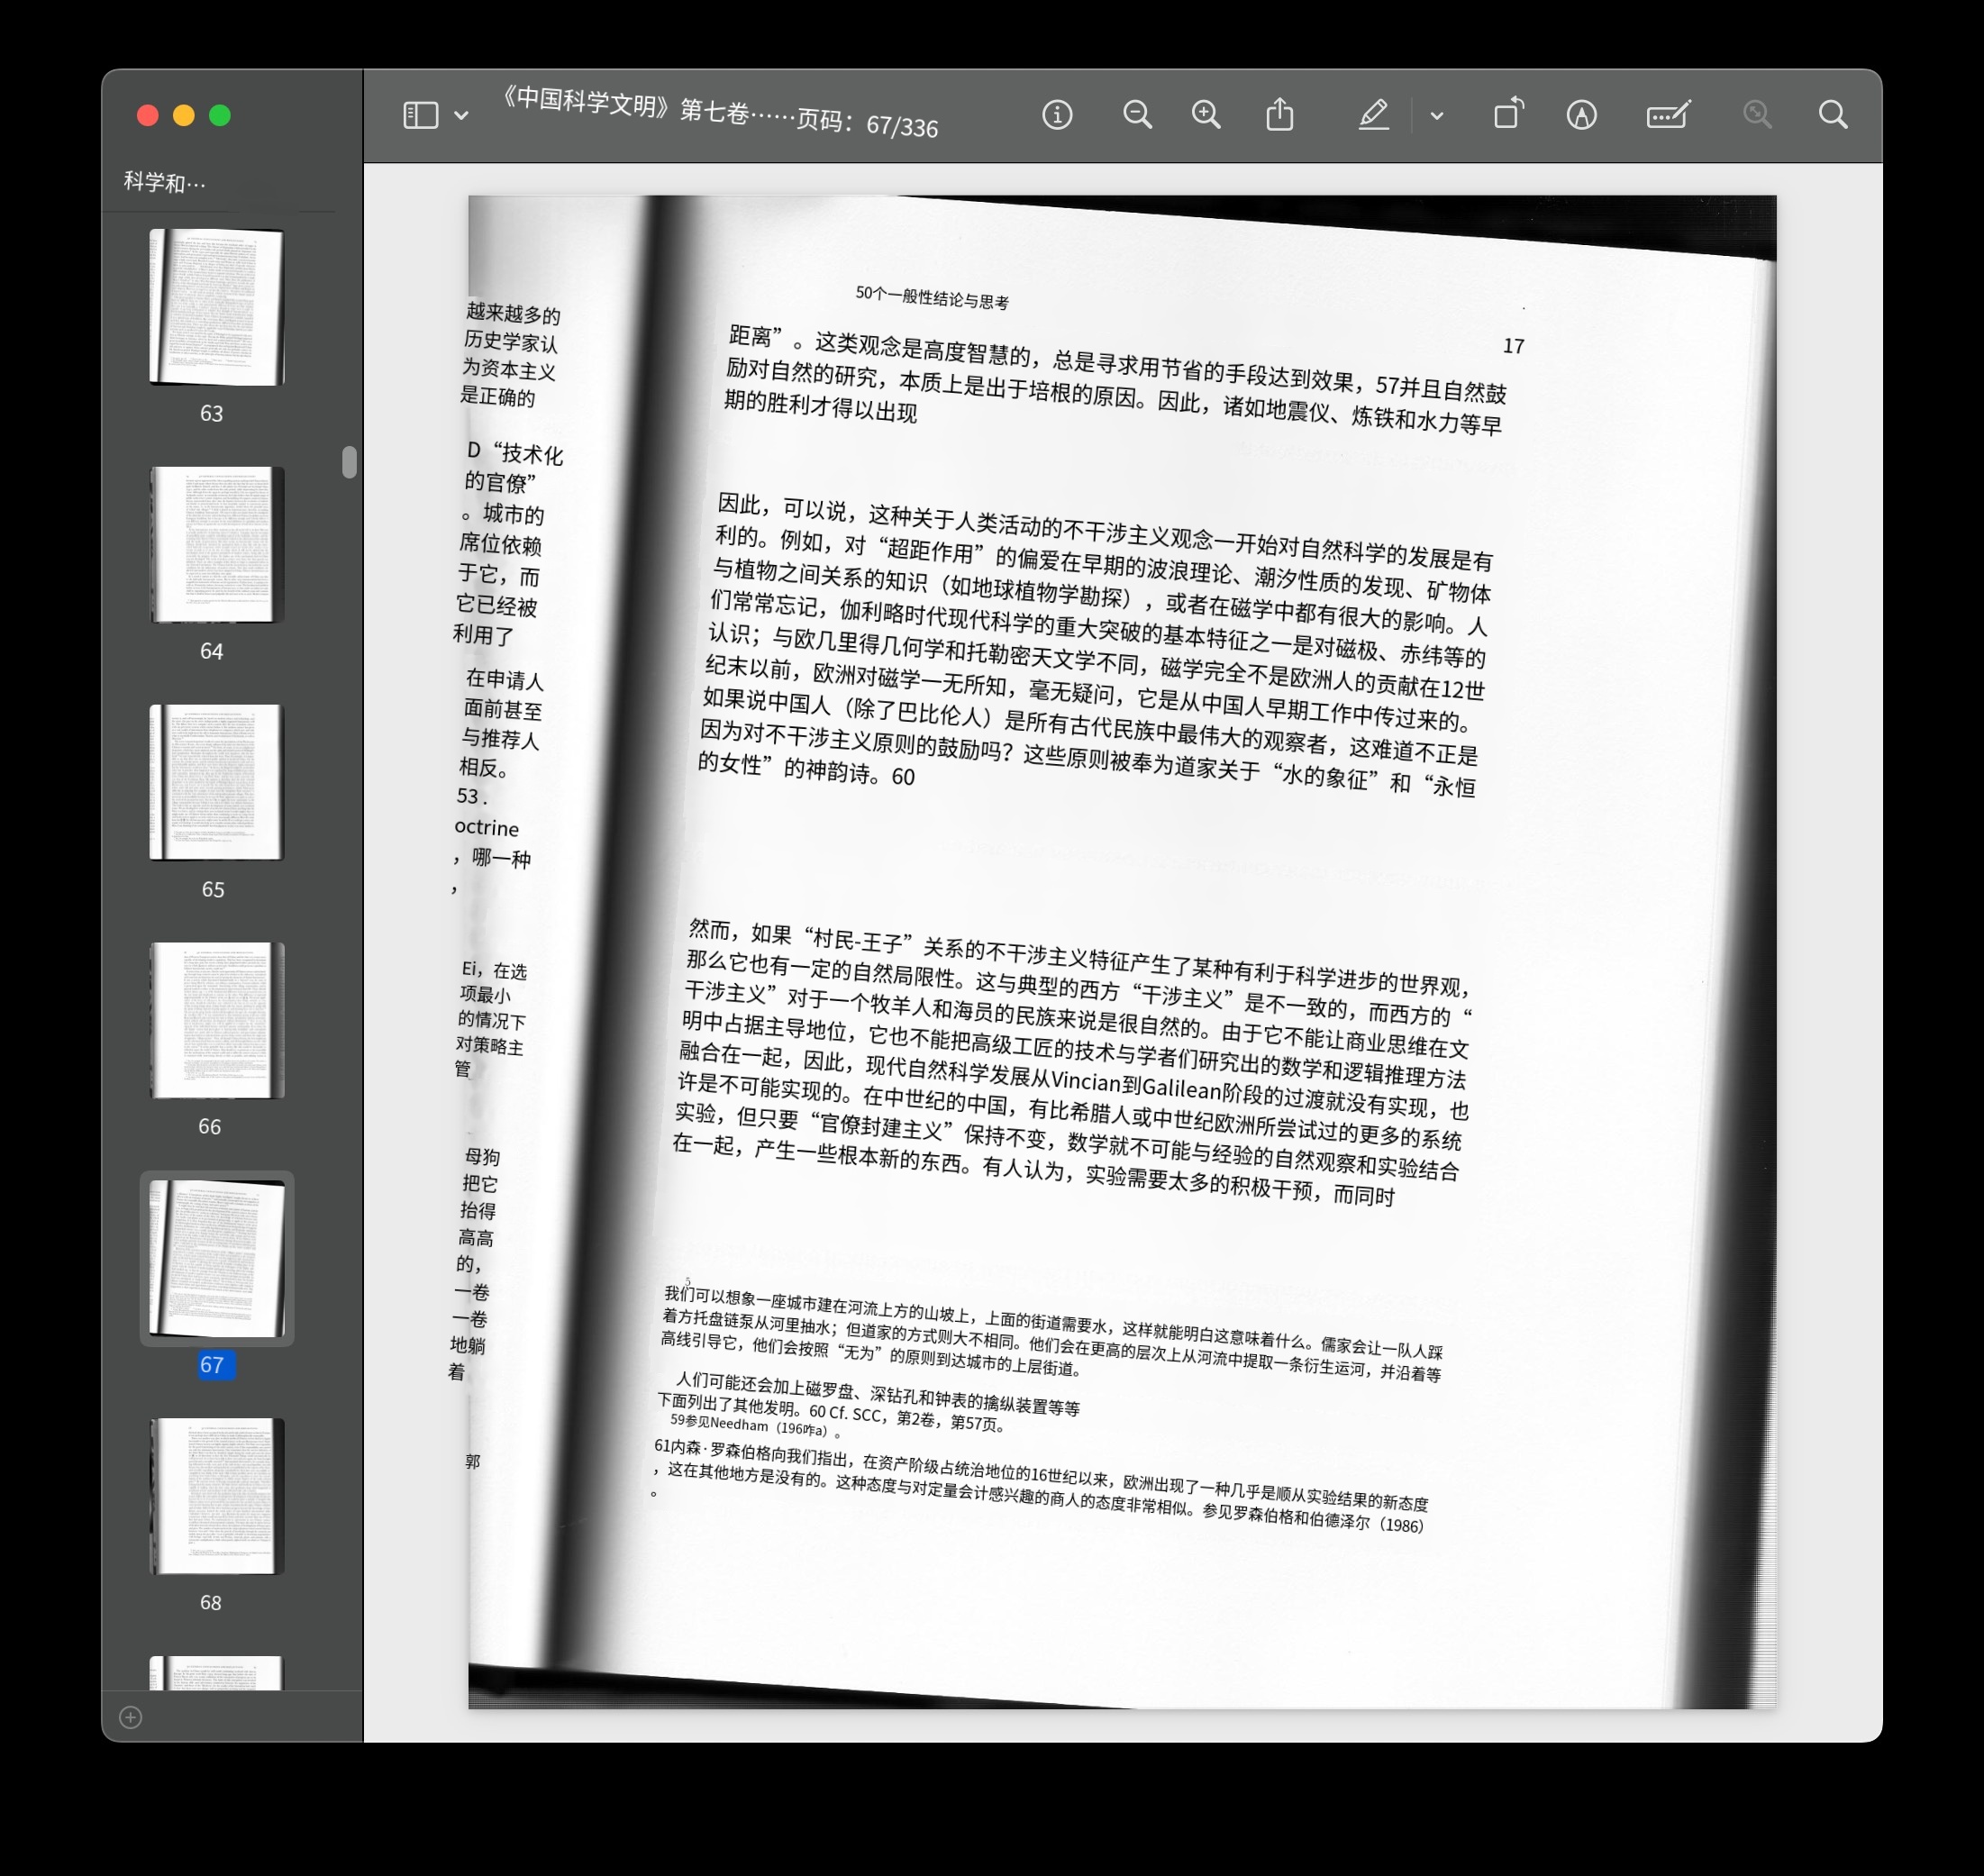 《中国科学文明》第七卷……页码：67/336
科学和…
63
64
65
66
67
68
越来越多的
历史学家认
为资本主义
是正确的
D“技术化
的官僚”
。城市的
席位依赖
于它，而
它已经被
利用了
在申请人
面前甚至
与推荐人
相反。
53 .
octrine
，哪一种
，
Ei，在选
项最小
的情况下
对策略主
管
母狗
把它
抬得
高高
的，
一卷
一卷
地躺
着
郭
50个一般性结论与思考
17
距离”。这类观念是高度智慧的，总是寻求用节省的手段达到效果，57并且自然鼓
励对自然的研究，本质上是出于培根的原因。因此，诸如地震仪、炼铁和水力等早
期的胜利才得以出现
因此，可以说，这种关于人类活动的不干涉主义观念一开始对自然科学的发展是有
利的。例如，对“超距作用”的偏爱在早期的波浪理论、潮汐性质的发现、矿物体
与植物之间关系的知识（如地球植物学勘探），或者在磁学中都有很大的影响。人
们常常忘记，伽利略时代现代科学的重大突破的基本特征之一是对磁极、赤纬等的
认识；与欧几里得几何学和托勒密天文学不同，磁学完全不是欧洲人的贡献在12世
纪末以前，欧洲对磁学一无所知，毫无疑问，它是从中国人早期工作中传过来的。
如果说中国人（除了巴比伦人）是所有古代民族中最伟大的观察者，这难道不正是
因为对不干涉主义原则的鼓励吗？这些原则被奉为道家关于“水的象征”和“永恒
的女性”的神韵诗。60
然而，如果“村民-王子”关系的不干涉主义特征产生了某种有利于科学进步的世界观，
那么它也有一定的自然局限性。这与典型的西方“干涉主义”是不一致的，而西方的“
干涉主义”对于一个牧羊人和海员的民族来说是很自然的。由于它不能让商业思维在文
明中占据主导地位，它也不能把高级工匠的技术与学者们研究出的数学和逻辑推理方法
融合在一起，因此，现代自然科学发展从Vincian到Galilean阶段的过渡就没有实现，也
许是不可能实现的。在中世纪的中国，有比希腊人或中世纪欧洲所尝试过的更多的系统
实验，但只要“官僚封建主义”保持不变，数学就不可能与经验的自然观察和实验结合
在一起，产生一些根本新的东西。有人认为，实验需要太多的积极干预，而同时
5
我们可以想象一座城市建在河流上方的山坡上，上面的街道需要水，这样就能明白这意味着什么。儒家会让一队人踩
着方托盘链泵从河里抽水；但道家的方式则大不相同。他们会在更高的层次上从河流中提取一条衍生运河，并沿着等
高线引导它，他们会按照“无为”的原则到达城市的上层街道。
人们可能还会加上磁罗盘、深钻孔和钟表的擒纵装置等等
下面列出了其他发明。60 Cf. SCC，第2卷，第57页。
59参见Needham（196咋a）。
61内森·罗森伯格向我们指出，在资产阶级占统治地位的16世纪以来，欧洲出现了一种几乎是顺从实验结果的新态度
，这在其他地方是没有的。这种态度与对定量会计感兴趣的商人的态度非常相似。参见罗森伯格和伯德泽尔（1986）
。